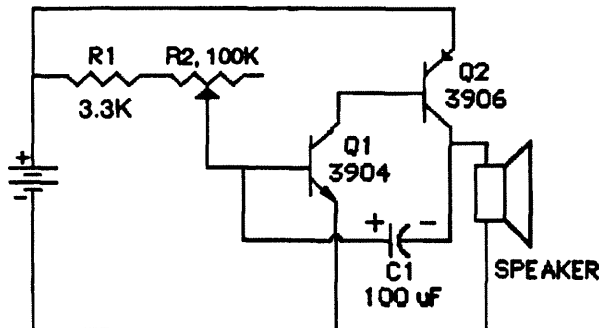 R1
R2, 100K
3.3K
Q2
3906
Q1
3904
+
-
+ -
C1
100 uF
SPEAKER